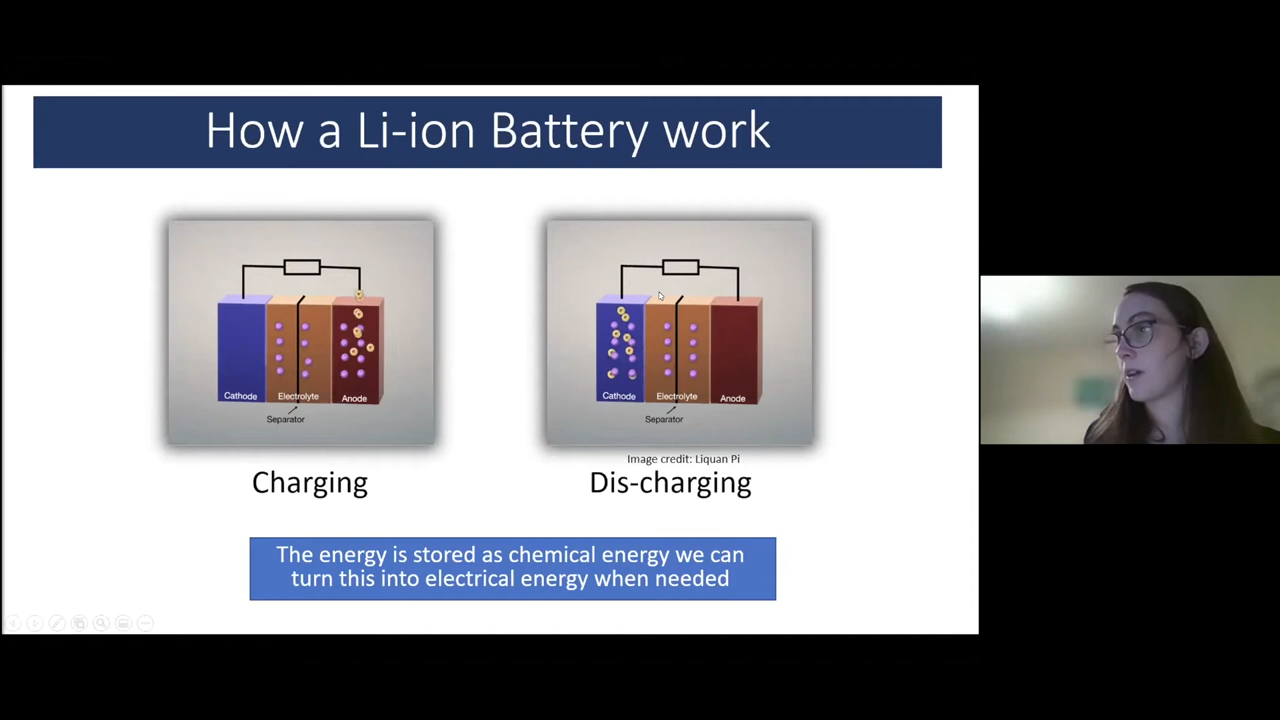 How a Li-ion Battery work
Cathode
Electrolyte
Anode
Separator
Cathode
Electrolyte
Anode
Separator
Image credit: Liquan Pi
Charging
Dis-charging
The energy is stored as chemical energy we can
turn this into electrical energy when needed